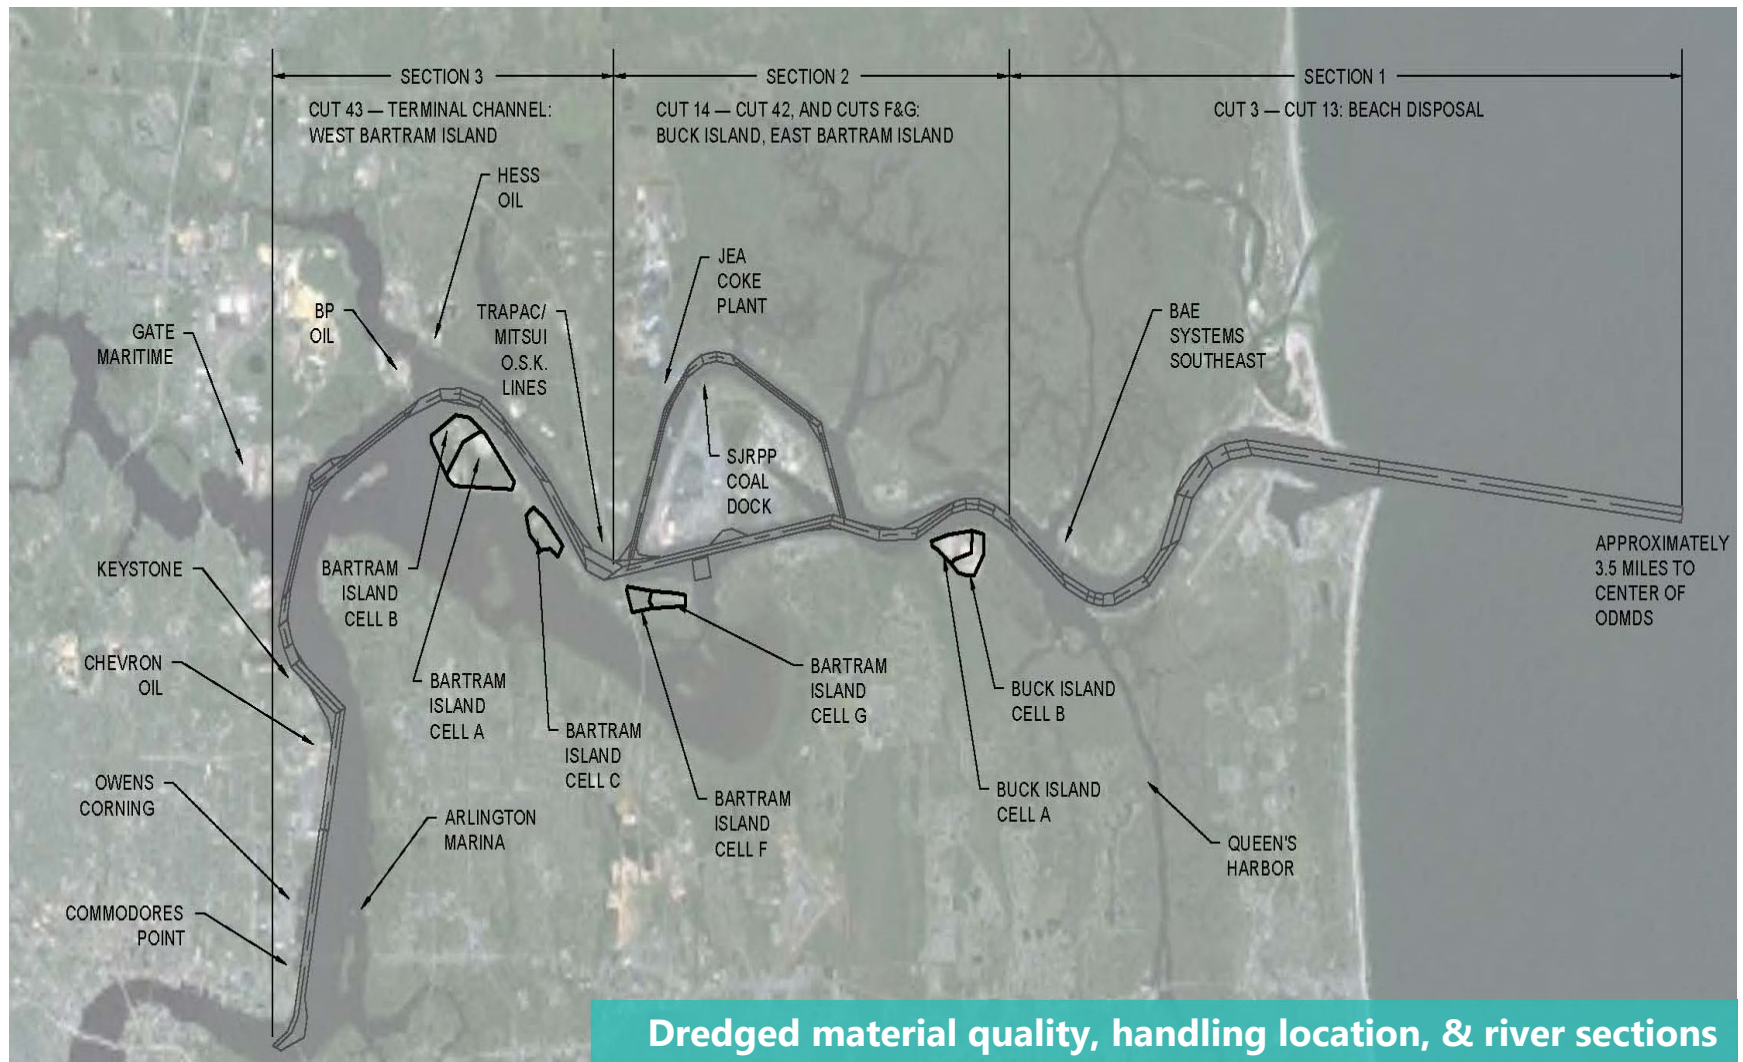 SECTION 3
SECTION 2
SECTION 1
CUT 43 — TERMINAL CHANNEL:
WEST BARTRAM ISLAND
CUT 14 — CUT 42, AND CUTS F&G:
BUCK ISLAND, EAST BARTRAM ISLAND
CUT 3 — CUT 13: BEACH DISPOSAL
HESS
OIL
JEA
COKE
PLANT
BP
OIL
GATE
MARITIME
TRAPAC/
MITSUI
O.S.K.
LINES
BAE
SYSTEMS
SOUTHEAST
SJRPP
COAL
DOCK
APPROXIMATELY
3.5 MILES TO
CENTER OF
ODMDS
KEYSTONE
BARTRAM
ISLAND
CELL B
CHEVRON
OIL
BARTRAM
ISLAND
CELL A
BARTRAM
ISLAND
CELL C
BARTRAM
ISLAND
CELL G
BUCK ISLAND
CELL B
OWENS
CORNING
ARLINGTON
MARINA
BARTRAM
ISLAND
CELL F
BUCK ISLAND
CELL A
QUEEN'S
HARBOR
COMMODORES
POINT
Dredged material quality, handling location, & river sections